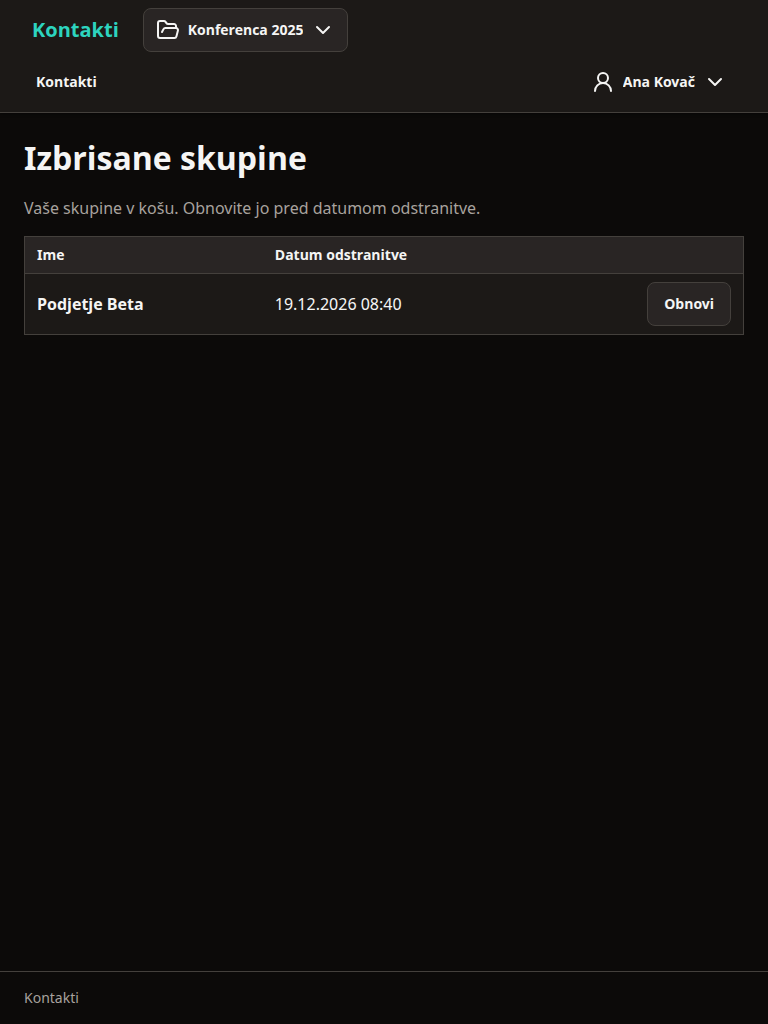 Kontakti
Konferenca 2025
Kontakti
Ana Kovač
Izbrisane skupine
Vaše skupine v košu. Obnovite jo pred datumom odstranitve.
Ime Datum odstranitve
Podjetje Beta 19.12.2026 08:40 Obnovi
Kontakti